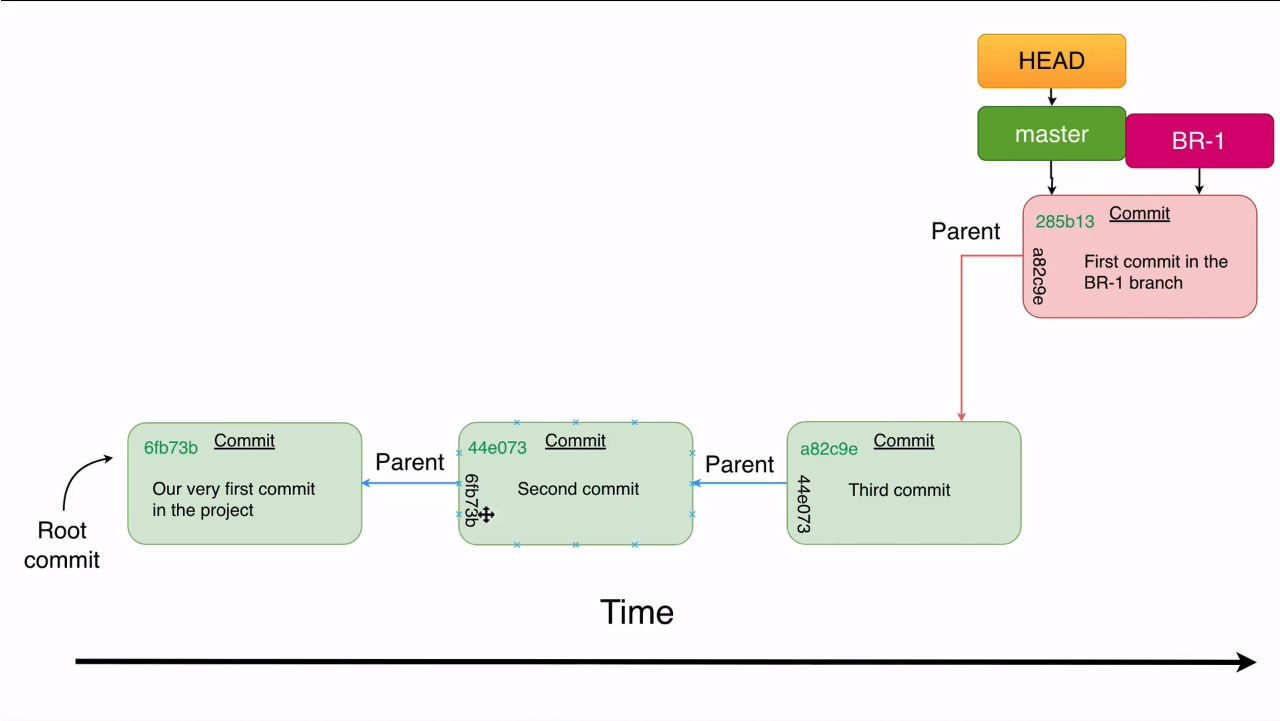 HEAD
master
BR-1
Parent
285b13
Commit
a82c9e
First commit in the
BR-1 branch
6fb73b
Commit
Our very first commit
in the project
Parent
44e073
Commit
6fb73b
Second commit
Parent
a82c9e
Commit
44e073
Third commit
Root
commit
Time